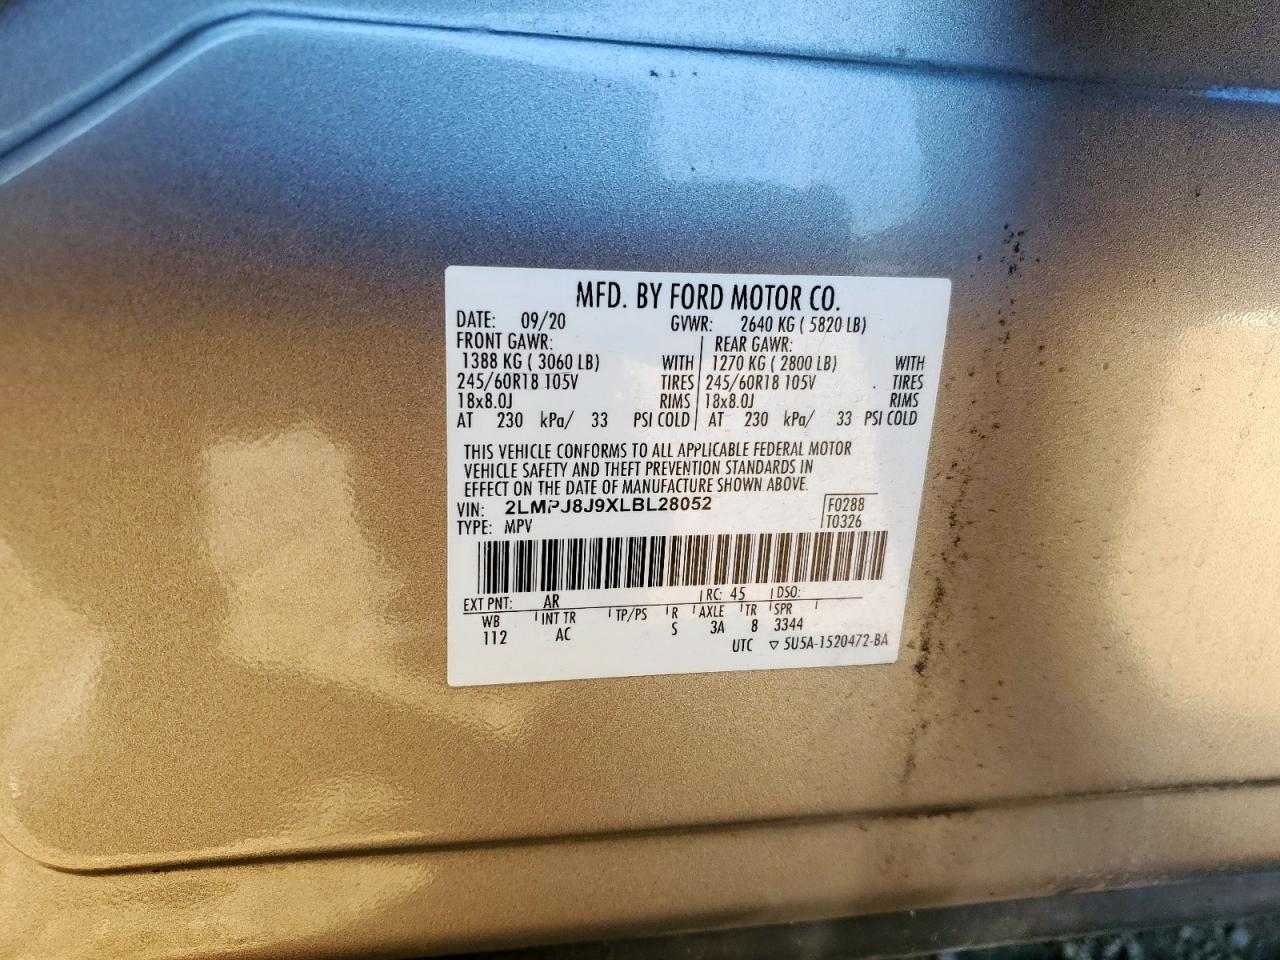 MFD. BY FORD MOTOR CO.
DATE: 09/20 GVWR: 2640 KG ( 5820 LB)
FRONT GAWR: REAR GAWR:
1388 KG ( 3060 LB) WITH 1270 KG ( 2800 LB) WITH
245/60R18 105V TIRES 245/60R18 105V TIRES
18x8.0J RIMS 18x8.0J RIMS
AT 230 kPa/ 33 PSI COLD AT 230 kPa/ 33 PSI COLD
THIS VEHICLE CONFORMS TO ALL APPLICABLE FEDERAL MOTOR
VEHICLE SAFETY AND THEFT PREVENTION STANDARDS IN
EFFECT ON THE DATE OF MANUFACTURE SHOWN ABOVE.
VIN: 2LMPJ8J9XLBL28052 F0288
TYPE: MPV T0326
EXT PNT: AR RC: 45 DSO:
WB INT TR TP/PS R AXLE TR SPR
112 AC S 3A 8 3344
UTC ▽ 5U5A-1520472-BA